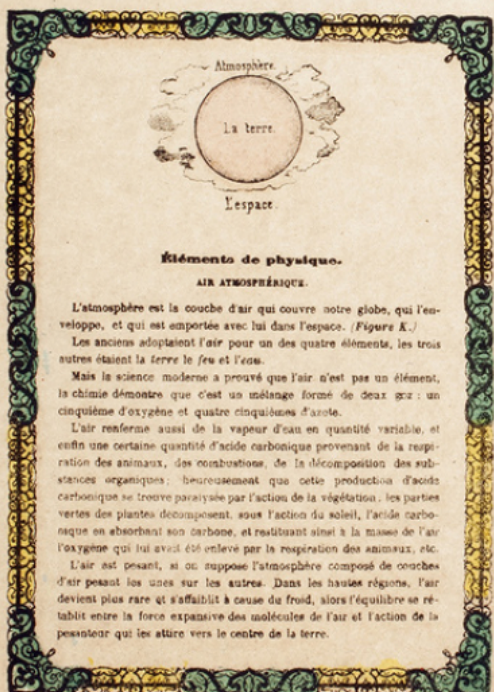 Atmosphère.
La terre.
L'espace.
Éléments de physique.
AIR ATMOSPHÉRIQUE.
L'atmosphère est la couche d'air qui couvre notre globe, qui l'en-
veloppe, et qui est emportée avec lui dans l'espace. (Figure K.)
Les anciens adoptaient l'air pour un des quatre éléments, les trois
autres étaient la terre le feu et l'eau.
Mais la science moderne a prouvé que l'air n'est pas un élément,
la chimie démontre que c'est un mélange formé de deux gaz : un
cinquième d'oxygène et quatre cinquièmes d'azote.
L'air renferme aussi de la vapeur d'eau en quantité variable, et
enfin une certaine quantité d'acide carbonique provenant de la respi-
ration des animaux, des combustions, de la décomposition des sub-
stances organiques; heureusement que cette production d'acide
carbonique se trouve paralysée par l'action de la végétation. les parties
vertes des plantes décomposent, sous l'action du soleil, l'acide carbo-
nique en absorbant son carbone, et restituant ainsi à la masse de l'air
l'oxygène qui lui avait été enlevé par la respiration des animaux, etc.
L'air est pesant, si on suppose l'atmosphère composé de couches
d'air pesant les unes sur les autres. Dans les hautes régions, l'air
devient plus rare et s'affaiblit à cause du froid, alors l'équilibre se ré-
tablit entre la force expansive des molécules de l'air et l'action de la
pesanteur qui les attire vers le centre de la terre.